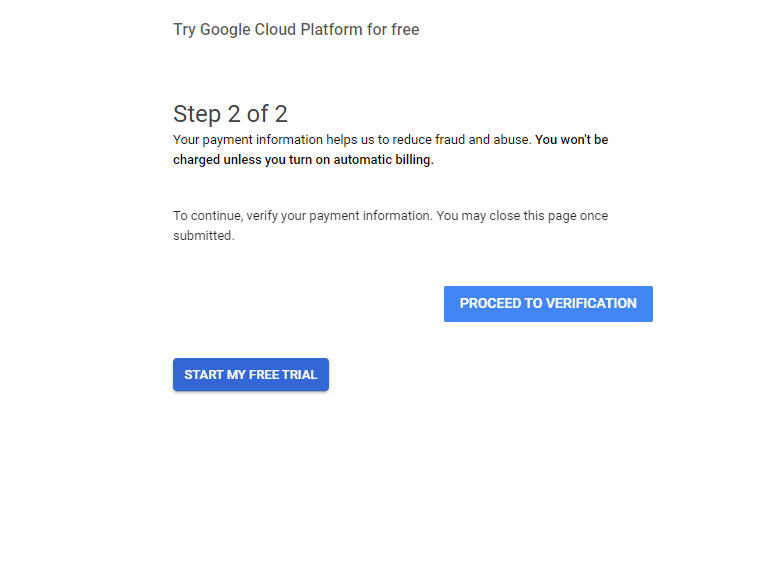 Try Google Cloud Platform for free
Step 2 of 2
Your payment information helps us to reduce fraud and abuse. You won't be
charged unless you turn on automatic billing.
To continue, verify your payment information. You may close this page once
submitted.
PROCEED TO VERIFICATION
START MY FREE TRIAL